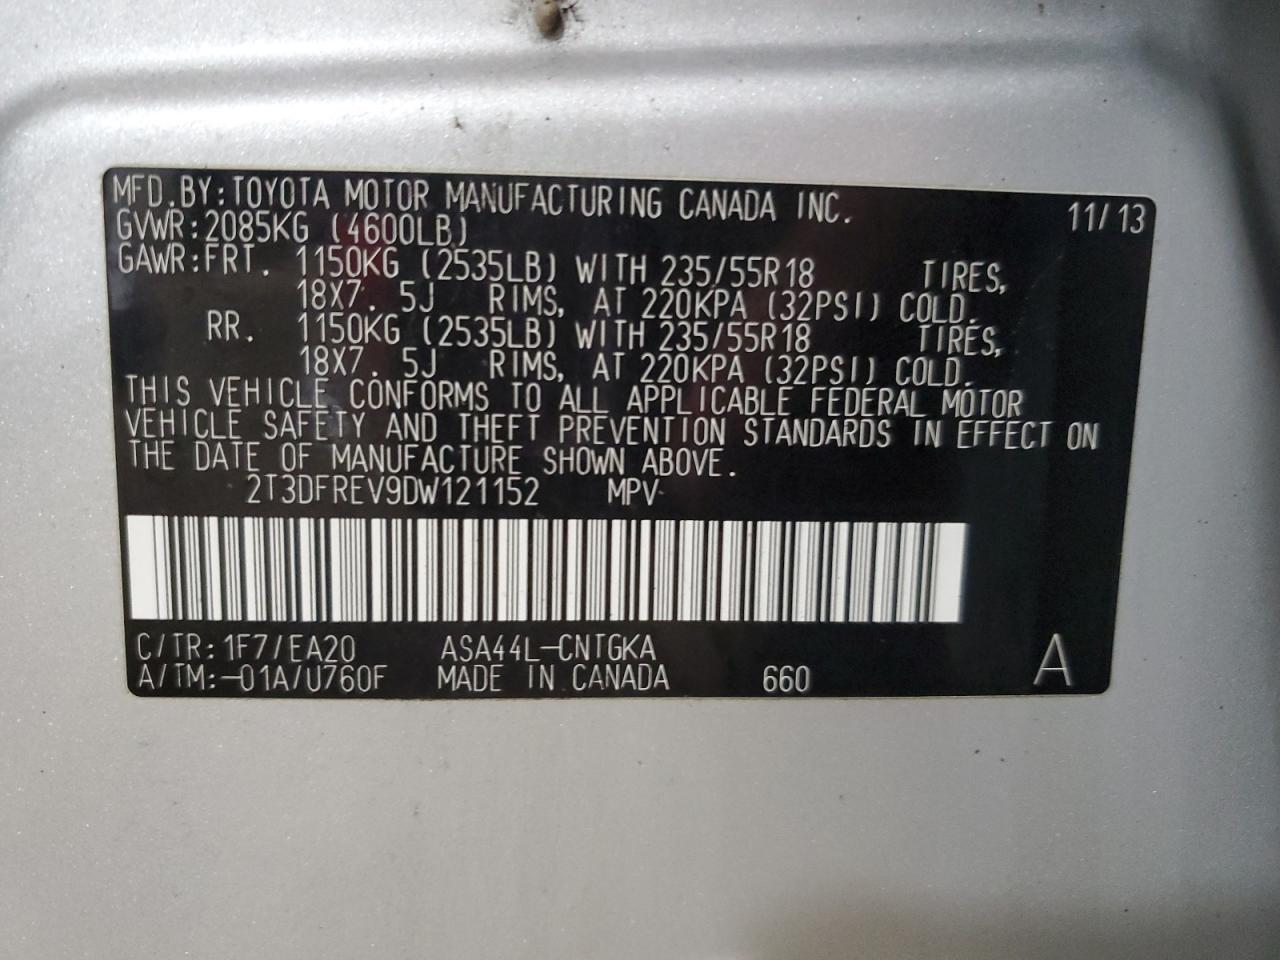 MFD.BY:TOYOTA MOTOR MANUFACTURING CANADA INC. 11/13
GVWR:2085KG (4600LB)
GAWR:FRT. 1150KG (2535LB) WITH 235/55R18 TIRES,
18X7.5J RIMS, AT 220KPA (32PSI) COLD.
RR. 1150KG (2535LB) WITH 235/55R18 TIRES,
18X7.5J RIMS, AT 220KPA (32PSI) COLD.
THIS VEHICLE CONFORMS TO ALL APPLICABLE FEDERAL MOTOR
VEHICLE SAFETY AND THEFT PREVENTION STANDARDS IN EFFECT ON
THE DATE OF MANUFACTURE SHOWN ABOVE.
2T3DFREV9DW121152 MPV
C/TR:1F7/EA20 ASA44L-CNTGKA A
A/TM:-01A/U760F MADE IN CANADA 660